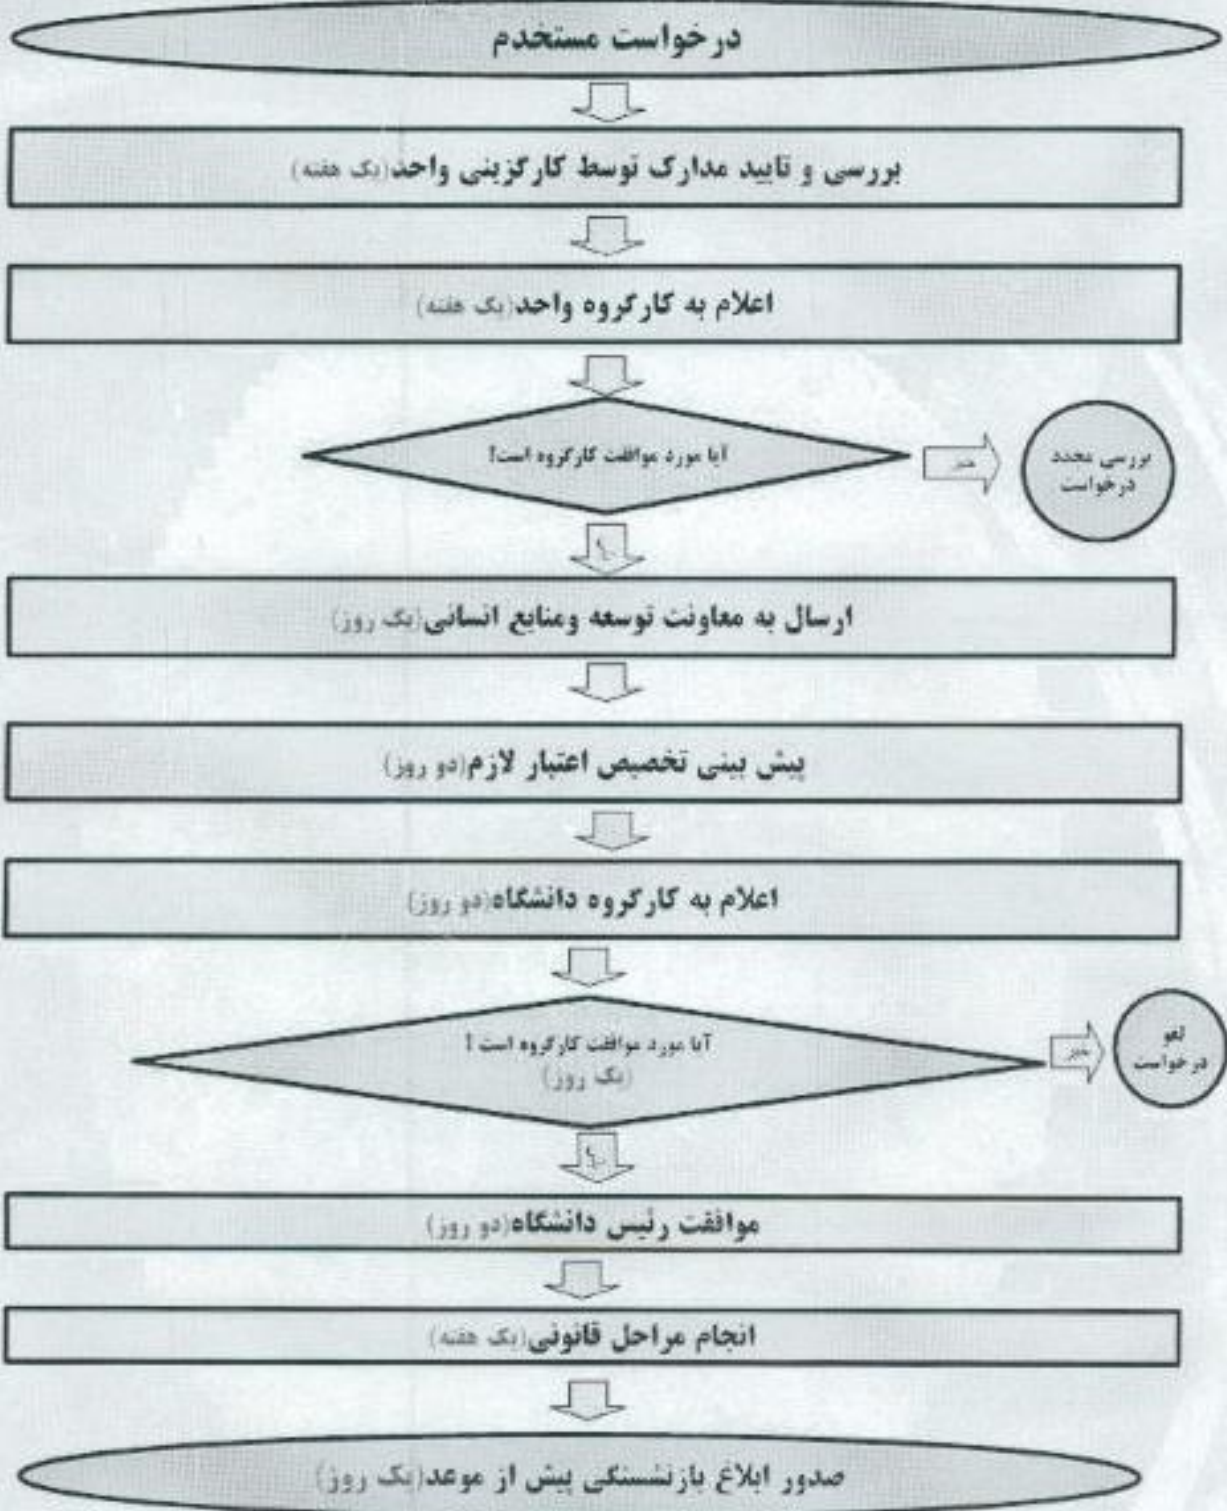 درخواست مستخدم
بررسی و تایید مدارک توسط کارگزینی واحد(یک هفته)
اعلام به کارگروه واحد(یک هفته)
آیا مورد موافقت کارگروه است؟
خیر
بررسی مجدد
درخواست
بلی
ارسال به معاونت توسعه ومنابع انسانی(یک روز)
پیش بینی تخصیص اعتبار لازم(دو روز)
اعلام به کارگروه دانشگاه(دو روز)
آیا مورد موافقت کارگروه است ؟
(یک روز)
خیر
لغو
درخواست
بلی
موافقت رئیس دانشگاه(دو روز)
انجام مراحل قانونی(یک هفته)
صدور ابلاغ بازنشستگی پیش از موعد(یک روز)